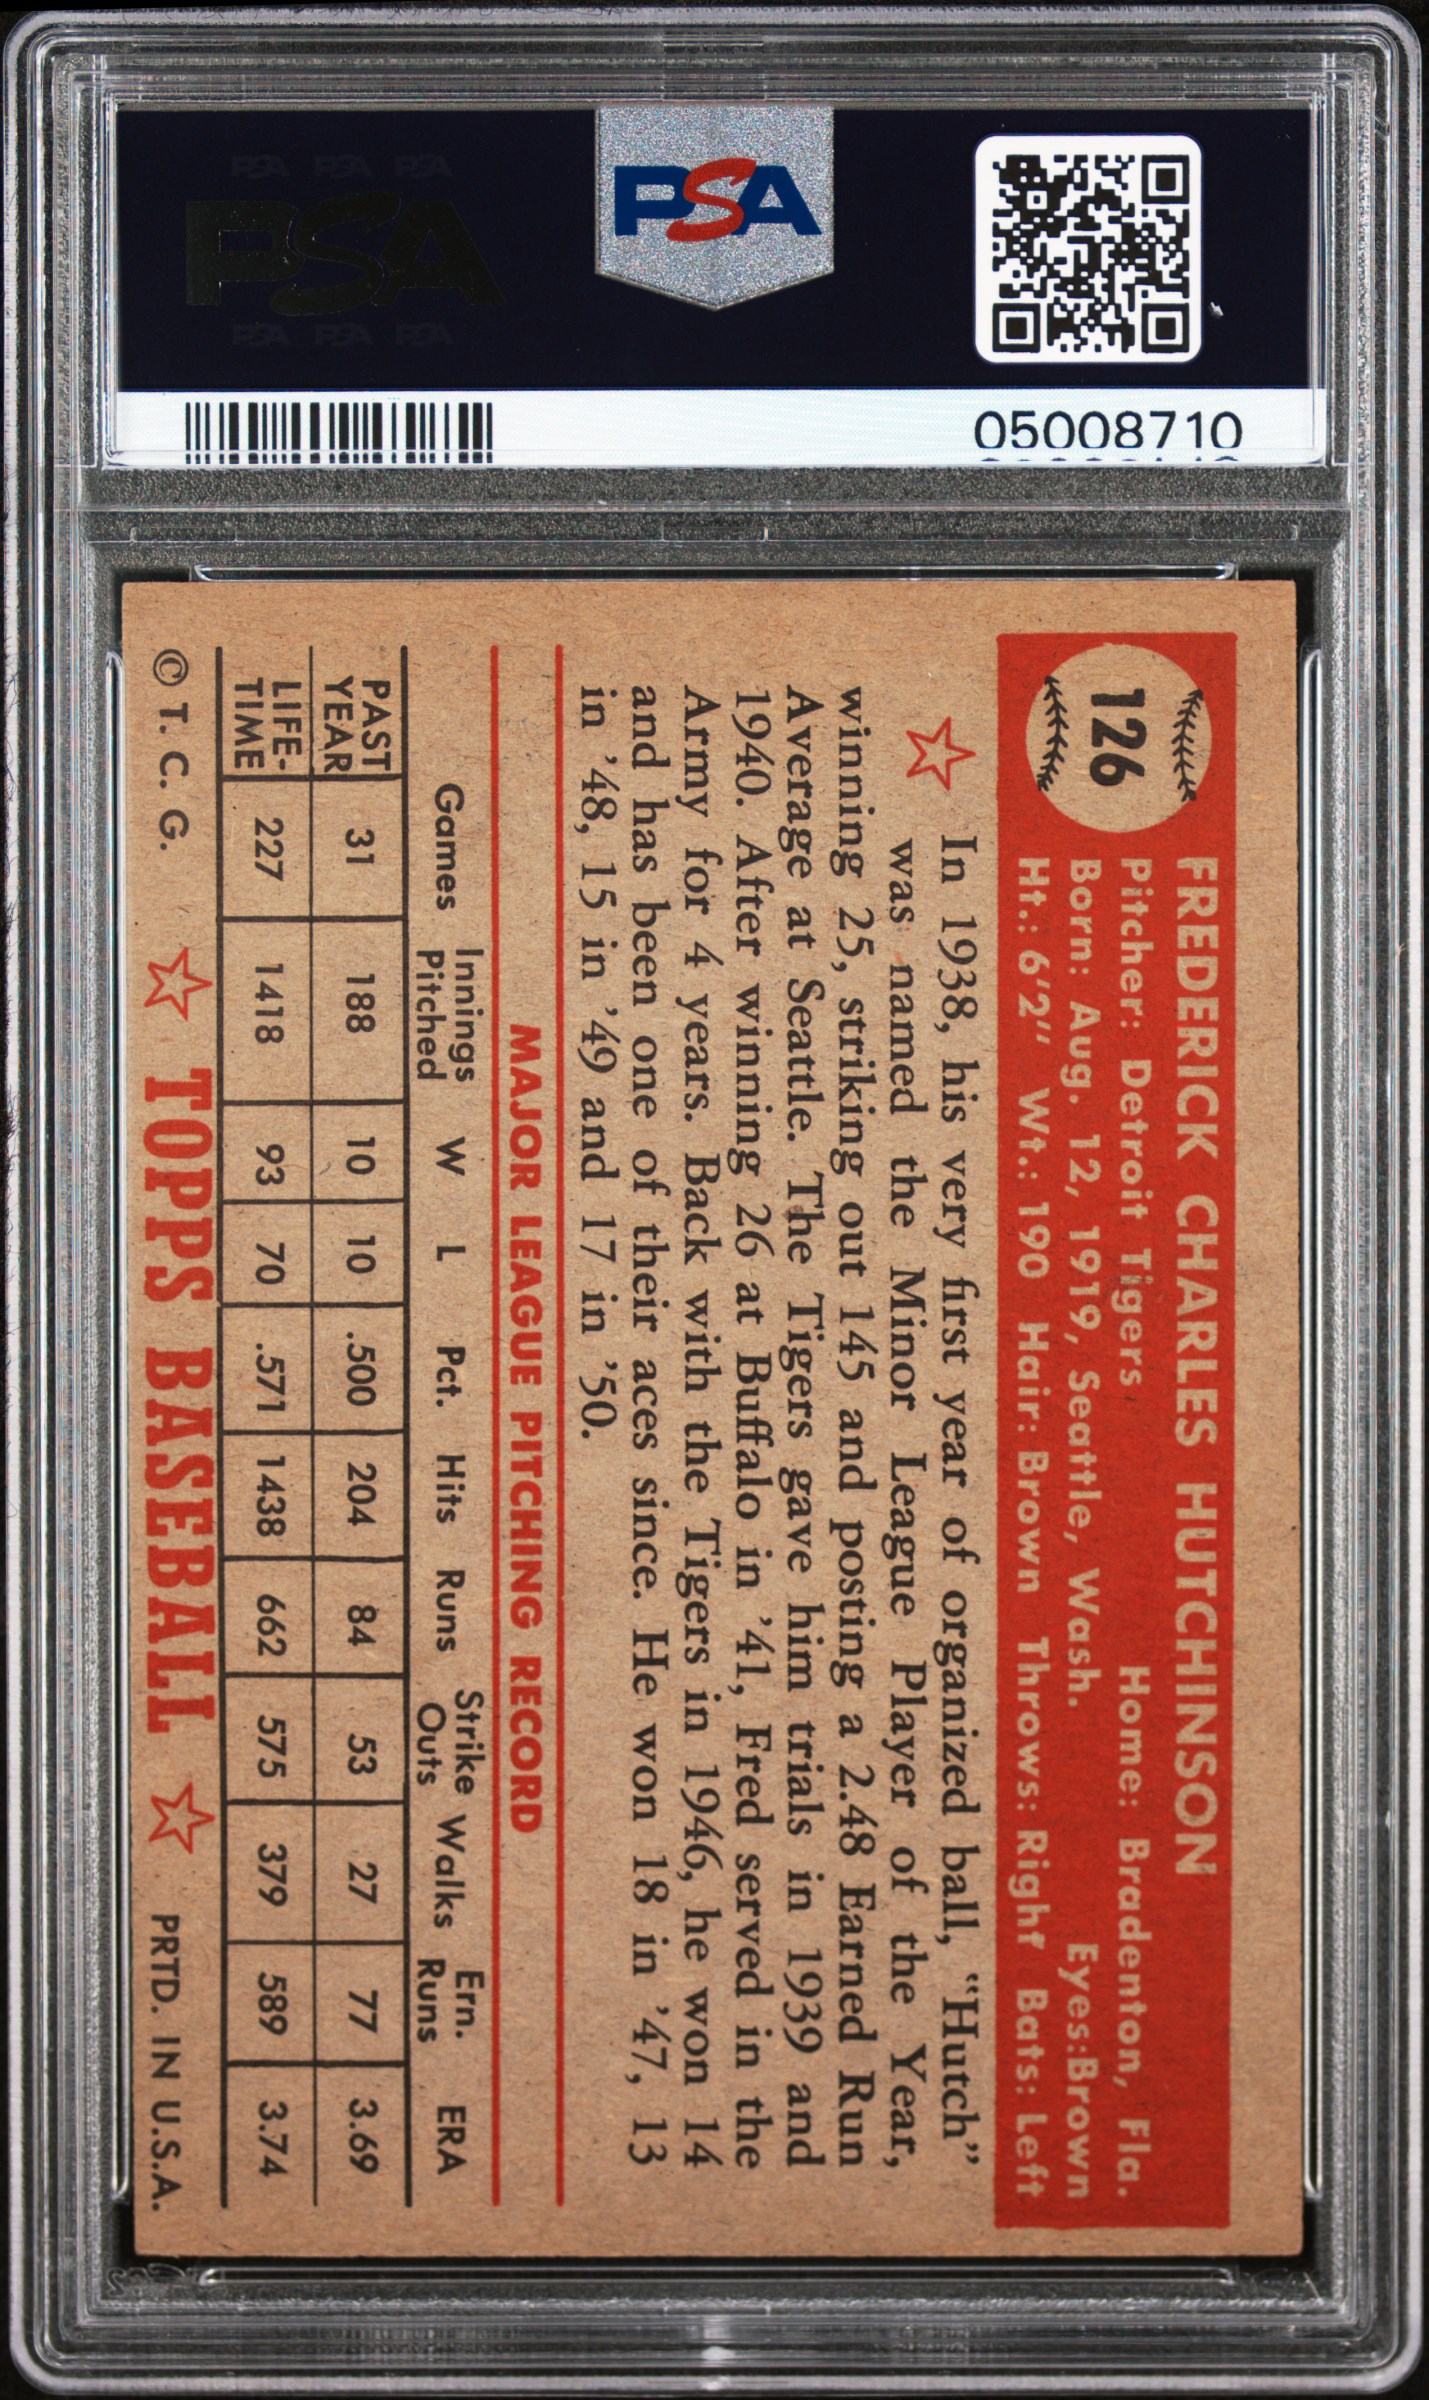 PSA PSA PSA
PSA
PSA PSA PSA
PSA
05008710
126
FREDERICK CHARLES HUTCHINSON
Pitcher: Detroit Tigers Home: Bradenton, Fla.
Born: Aug. 12, 1919, Seattle, Wash. Eyes:Brown
Ht.: 6'2" Wt.: 190 Hair: Brown Throws: Right Bats: Left
In 1938, his very first year of organized ball, “Hutch”
was named the Minor League Player of the Year,
winning 25, striking out 145 and posting a 2.48 Earned Run
Average at Seattle. The Tigers gave him trials in 1939 and
1940. After winning 26 at Buffalo in ’41, Fred served in the
Army for 4 years. Back with the Tigers in 1946, he won 14
and has been one of their aces since. He won 18 in ’47, 13
in ’48, 15 in ’49 and 17 in ’50.
MAJOR LEAGUE PITCHING RECORD
Games Innings Pitched W L Pct. Hits Runs Strike Outs Walks Ern. Runs ERA
PAST YEAR 31 188 10 10 .500 204 84 53 27 77 3.69
LIFE-TIME 227 1418 93 70 .571 1438 662 575 379 589 3.74
© T. C. G. TOPPS BASEBALL PRTD. IN U.S.A.